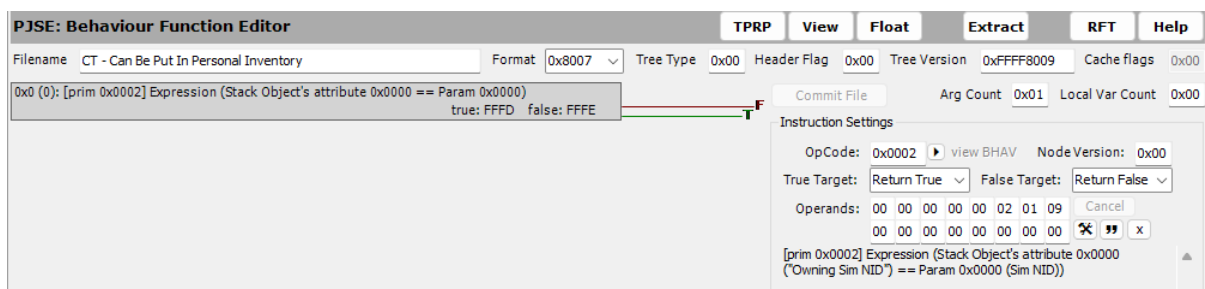 PJSE: Behaviour Function Editor TPRP View Float Extract RFT Help
Filename CT - Can Be Put In Personal Inventory Format 0x8007 Tree Type 0x00 Header Flag 0x00 Tree Version 0xFFFF8009 Cache flags 0x00
0x0 (0): [prim 0x0002] Expression (Stack Object's attribute 0x0000 == Param 0x0000)
true: FFFD false: FFFE
F
T
Commit File Arg Count 0x01 Local Var Count 0x00
Instruction Settings
OpCode: 0x0002 view BHAV Node Version: 0x00
True Target: Return True False Target: Return False
Operands: 00 00 00 00 00 02 01 09 Cancel
00 00 00 00 00 00 00 00 x
[prim 0x0002] Expression (Stack Object's attribute 0x0000
("Owning Sim NID") == Param 0x0000 (Sim NID))